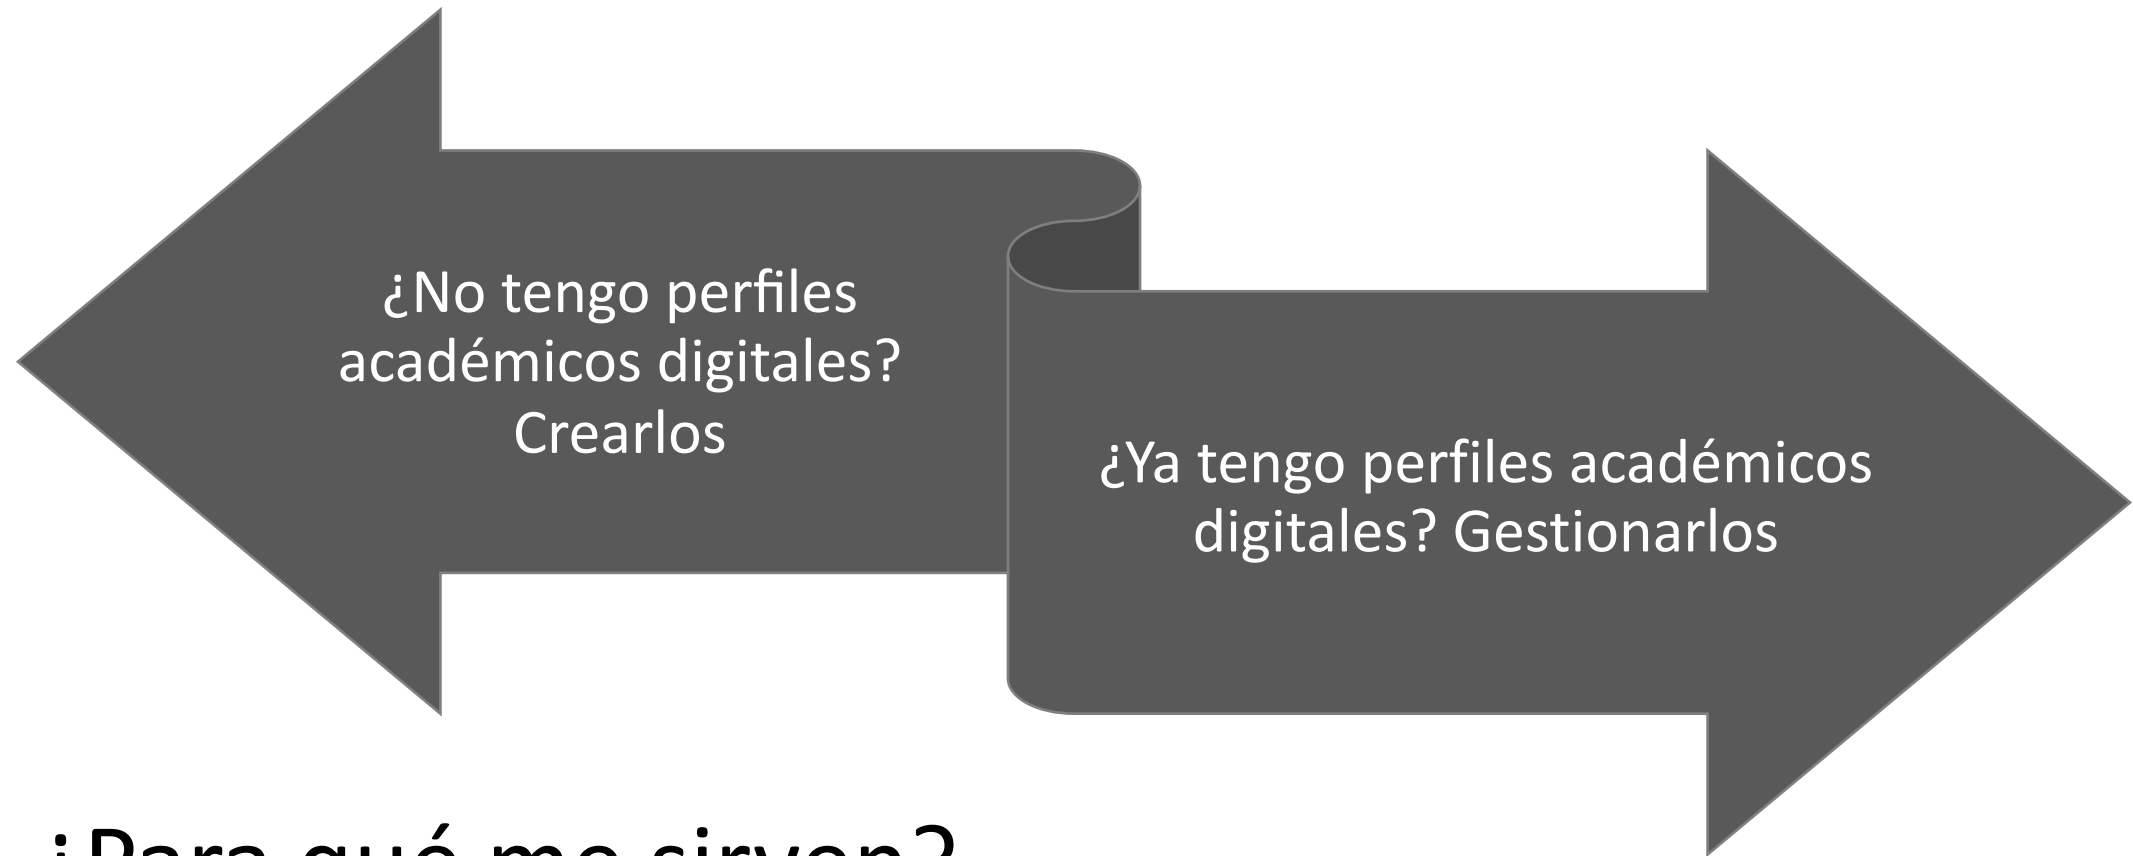 ¿No tengo perfiles
académicos digitales?
Crearlos
¿Ya tengo perfiles académicos
digitales? Gestionarlos
¿Para qué me sirven?